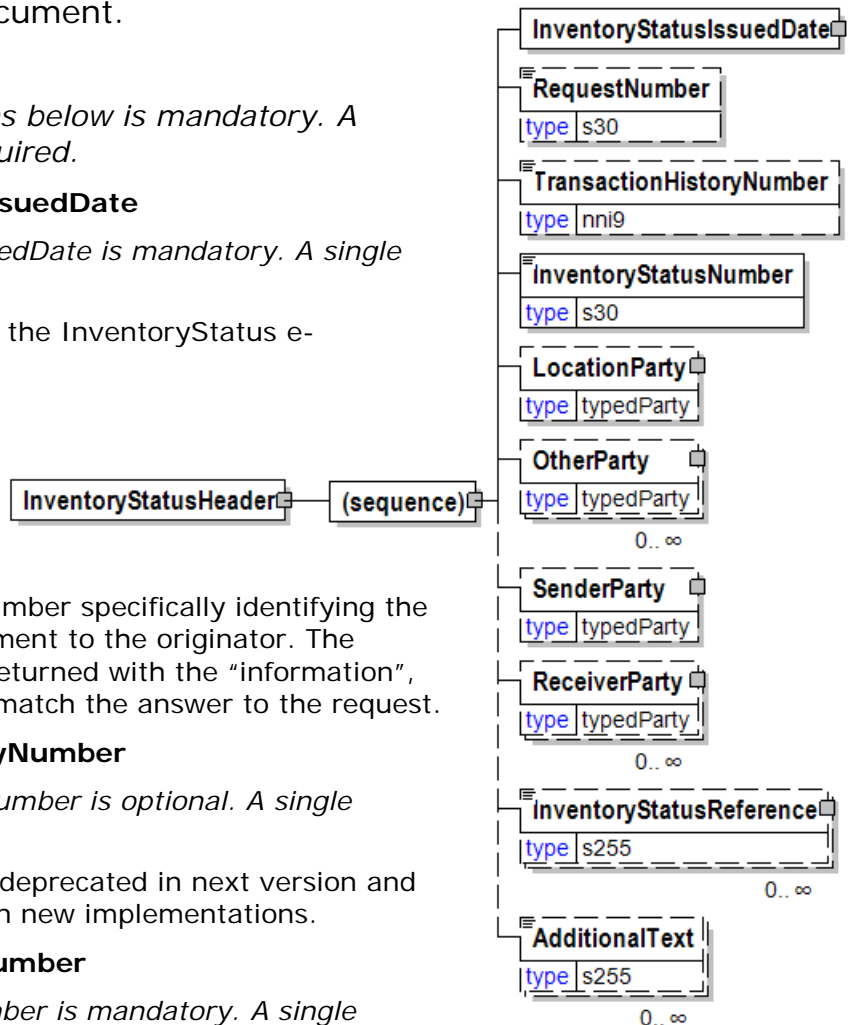 cument.
s below is mandatory. A
uired.
ssuedDate
edDate is mandatory. A single
the InventoryStatus e-
umber specifically identifying the
ment to the originator. The
eturned with the “information”,
match the answer to the request.
yNumber
umber is optional. A single
deprecated in next version and
n new implementations.
umber
ber is mandatory. A single
InventoryStatusHeader
(sequence)
InventoryStatusIssuedDate
RequestNumber
type s30
TransactionHistoryNumber
type nni9
InventoryStatusNumber
type s30
LocationParty
type typedParty
OtherParty
type typedParty
0.. ∞
SenderParty
type typedParty
ReceiverParty
type typedParty
0.. ∞
InventoryStatusReference
type s255
0.. ∞
AdditionalText
type s255
0.. ∞